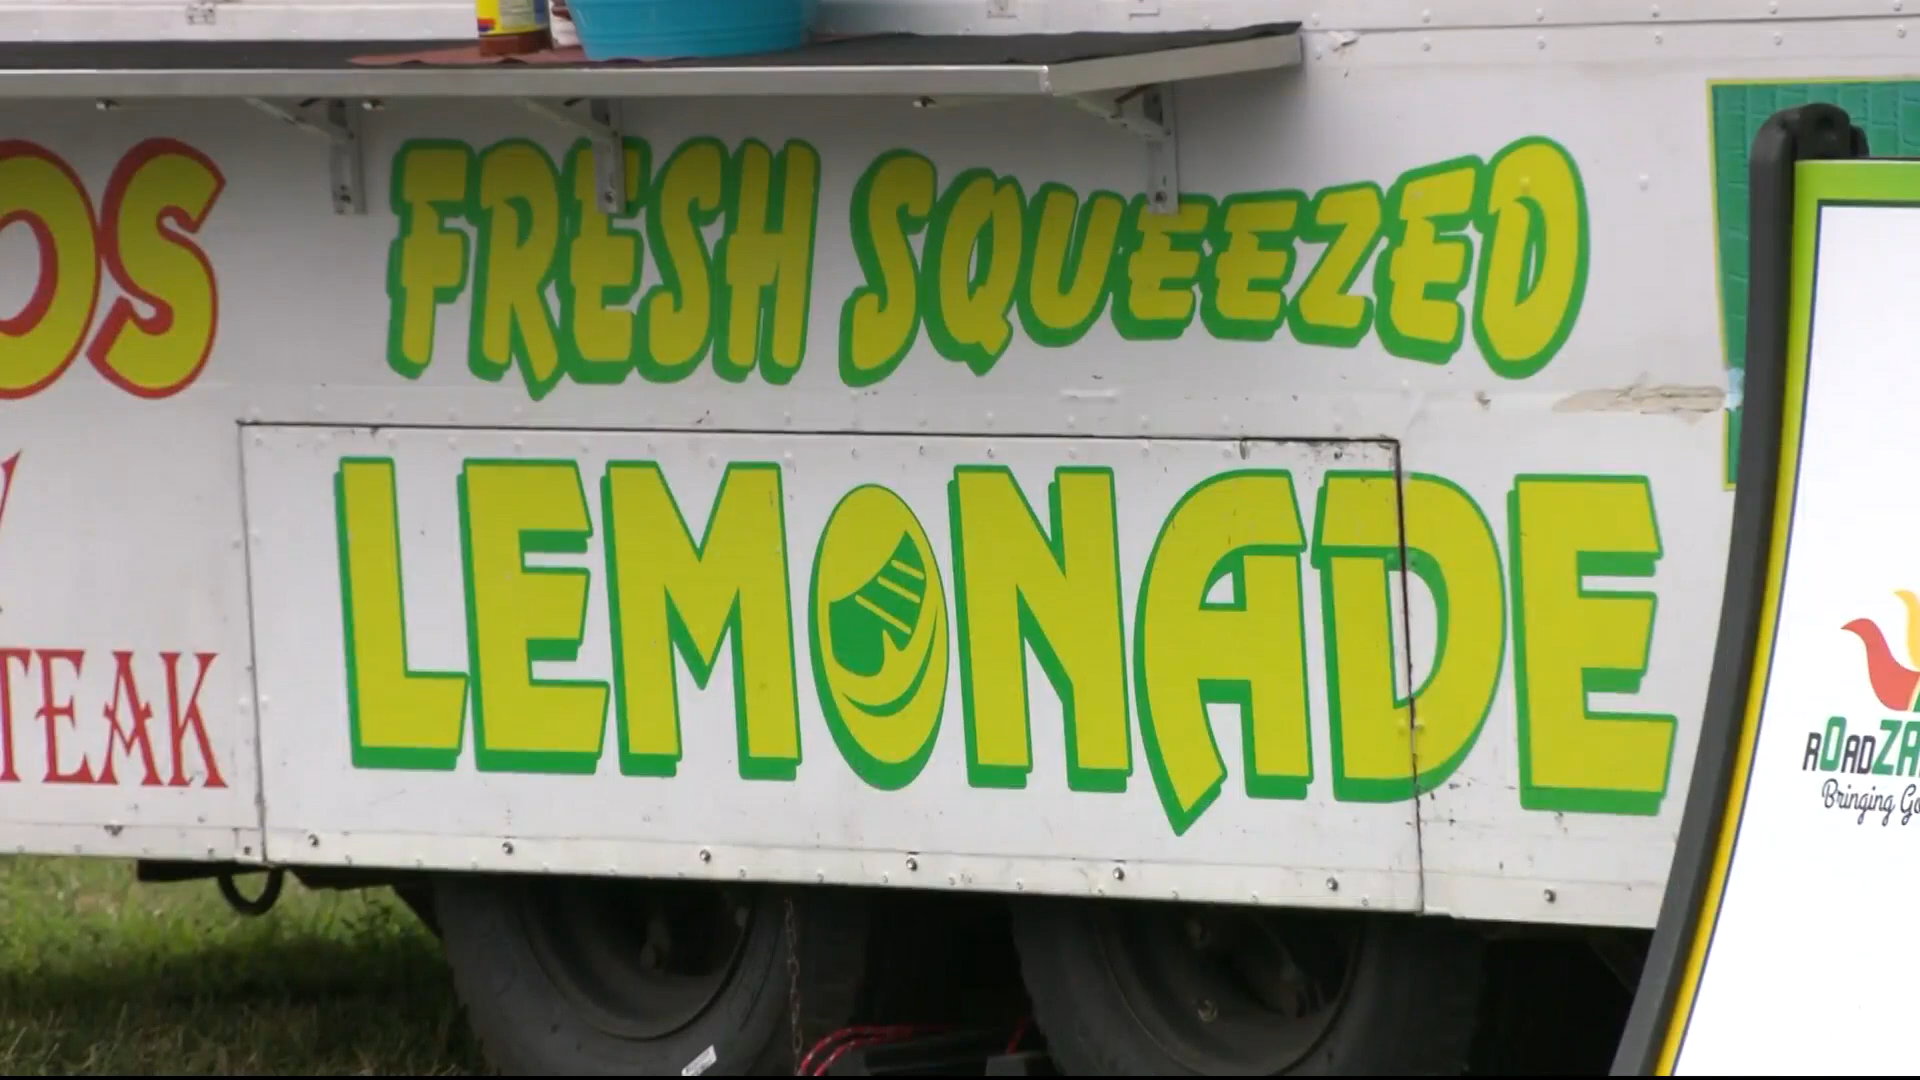 OS
FRESH SQUEEZED
LEMONADE
TEAK
ROADZA
Bringing Go